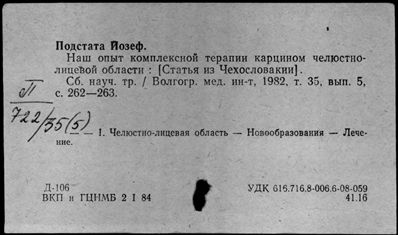 Подстата Йозеф.
Наш опыт комплексной терапии карцином челюстно-
лицевой области : [Статья из Чехословакии].
Сб. науч. тр. / Волгогр. мед. ин-т, 1982, т. 35, вып. 5,
с. 262—263.
П
722/35(5)
— 1. Челюстно-лицевая область — Новообразования — Лече-
ние.
Д-106
ВКП и ГЦНМБ 2 I 84
УДК 616.716.8-006.6-08-059
41.16